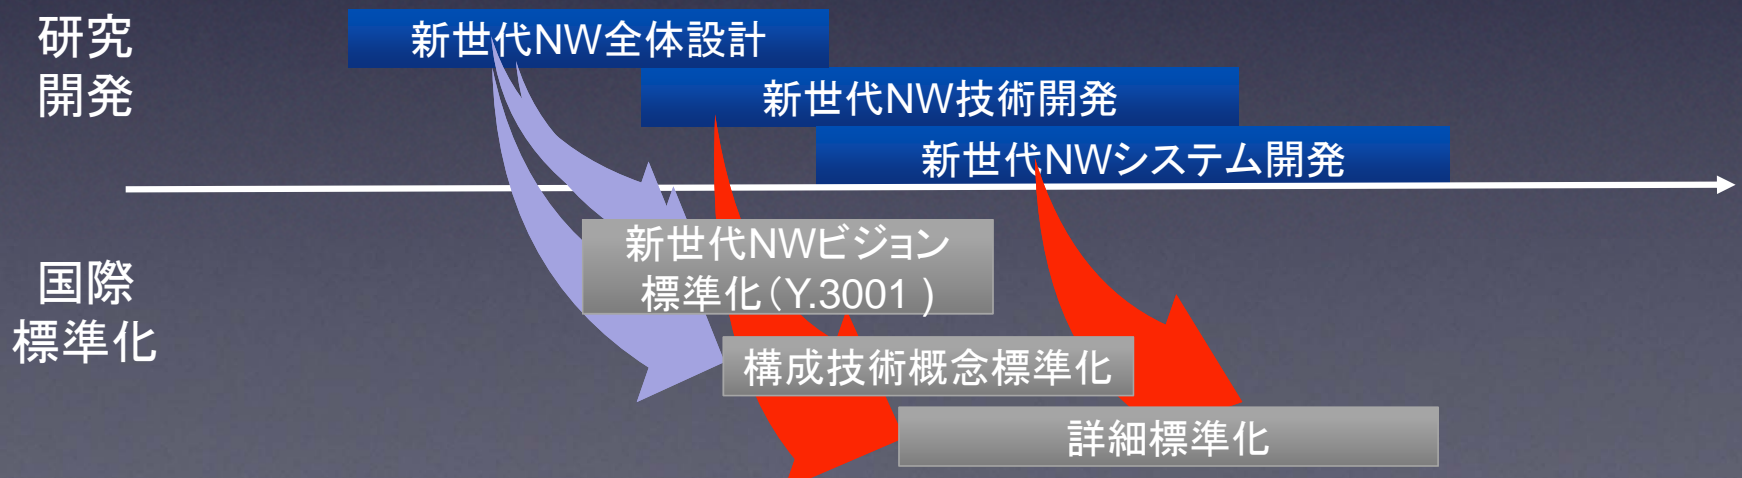 研究
開発
新世代NW全体設計
新世代NW技術開発
新世代NWシステム開発
国際
標準化
新世代NWビジョン
標準化（Y.3001 )
構成技術概念標準化
詳細標準化